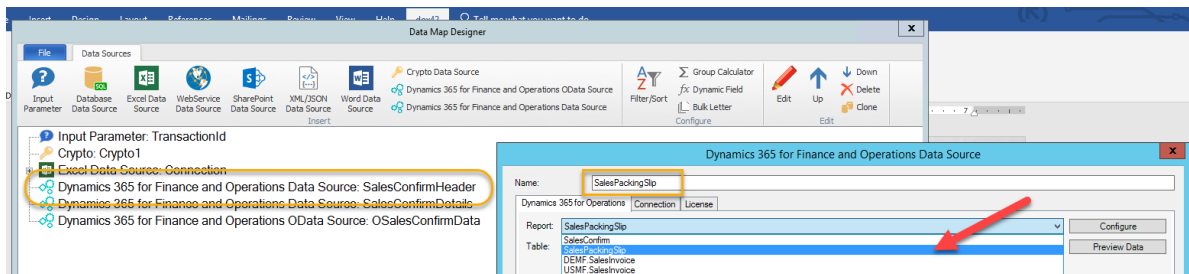 Insert Design Layout References Mailings Review View Help dox42 Tell me what you want to do
Data Map Designer
x
File Data Sources
Input Parameter
Database Data Source
SQL
Excel Data Source
WebService Data Source
SharePoint Data Source
XML/JSON Data Source
Word Data Source
Crypto Data Source
Dynamics 365 for Finance and Operations OData Source
Dynamics 365 for Finance and Operations Data Source
Insert
Filter/Sort
Group Calculator
fx Dynamic Field
Bulk Letter
Configure
Edit
Up
Down
Delete
Clone
Edit
7
Input Parameter: TransactionId
Crypto: Crypto1
Excel Data Source: Connection
Dynamics 365 for Finance and Operations Data Source: SalesConfirmHeader
Dynamics 365 for Finance and Operations Data Source: SalesConfirmDetails
Dynamics 365 for Finance and Operations OData Source: OSalesConfirmData
Dynamics 365 for Finance and Operations Data Source
x
Name: SalesPackingSlip
Dynamics 365 for Operations Connection License
Report: SalesPackingSlip Configure
Table: SalesConfirm Preview Data
SalesPackingSlip
DEMF.SalesInvoice
USMF.SalesInvoice